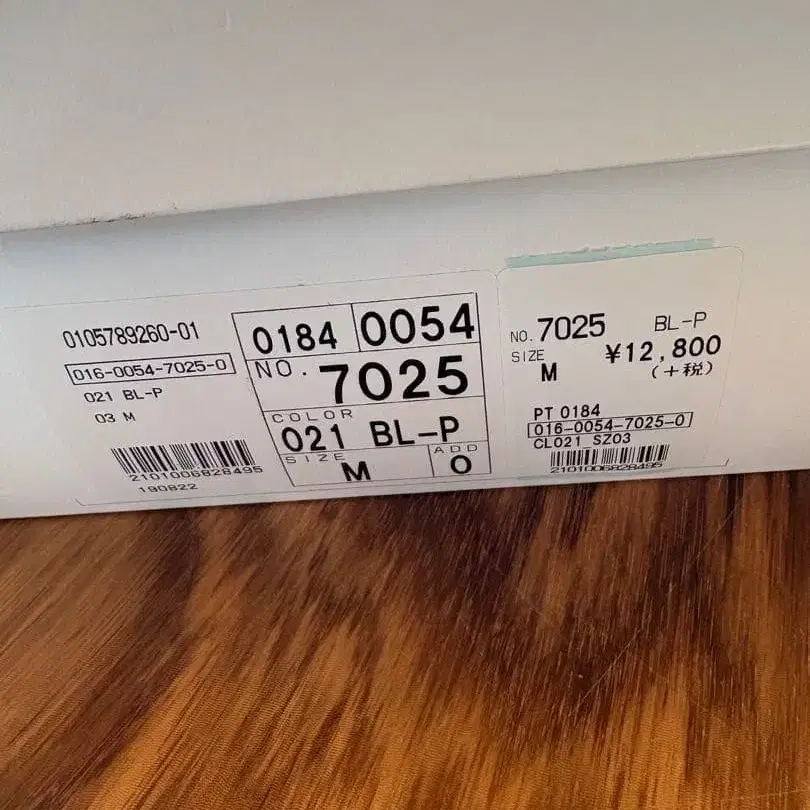 0105789260-01
016-0054-7025-0
021 BL-P
03 M
2101006828495
190822
0184 0054
NO. 7025
COLOR
021 BL-P
SIZE ADD
M 0
NO. 7025 BL-P
SIZE
M ¥12,800
(+税)
PT 0184
016-0054-7025-0
CL021 SZ03
2101006828495